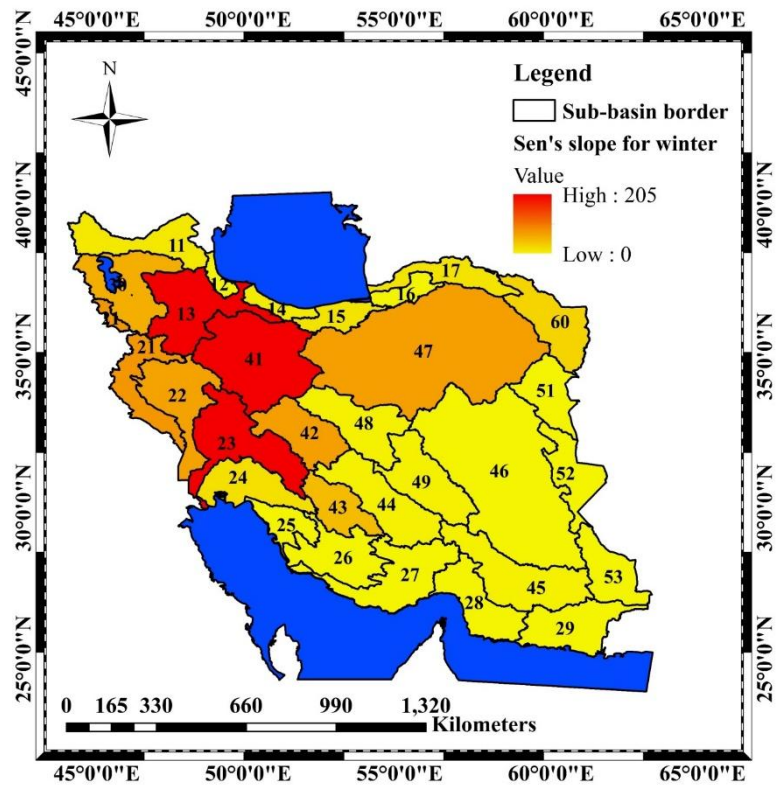 45°0'0"E 50°0'0"E 55°0'0"E 60°0'0"E 65°0'0"E
45°0'0"N
45°0'0"N
N
Legend
Sub-basin border
Sen's slope for winter
Value
High : 205
Low : 0
40°0'0"N
40°0'0"N
11
12
17
13
14
16
15
60
21
41
47
35°0'0"N
35°0'0"N
22
51
42
48
23
46
24
49
52
43
44
30°0'0"N
30°0'0"N
25
26
27
45
53
28
29
25°0'0"N
25°0'0"N
0 165 330 660 990 1,320
Kilometers
45°0'0"E 50°0'0"E 55°0'0"E 60°0'0"E 65°0'0"E